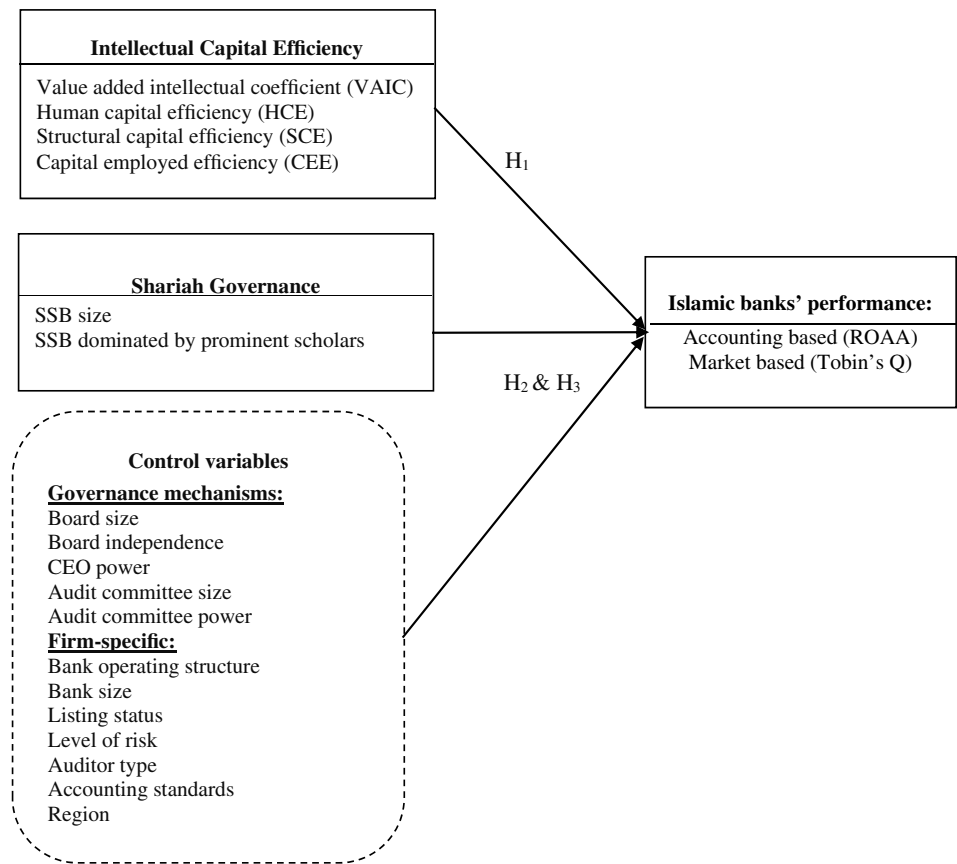 Intellectual Capital Efficiency
Value added intellectual coefficient (VAIC)
Human capital efficiency (HCE)
Structural capital efficiency (SCE)
Capital employed efficiency (CEE)
H₁
Shariah Governance
SSB size
SSB dominated by prominent scholars
Islamic banks’ performance:
Accounting based (ROAA)
Market based (Tobin’s Q)
H₂ & H₃
Control variables
Governance mechanisms:
Board size
Board independence
CEO power
Audit committee size
Audit committee power
Firm-specific:
Bank operating structure
Bank size
Listing status
Level of risk
Auditor type
Accounting standards
Region